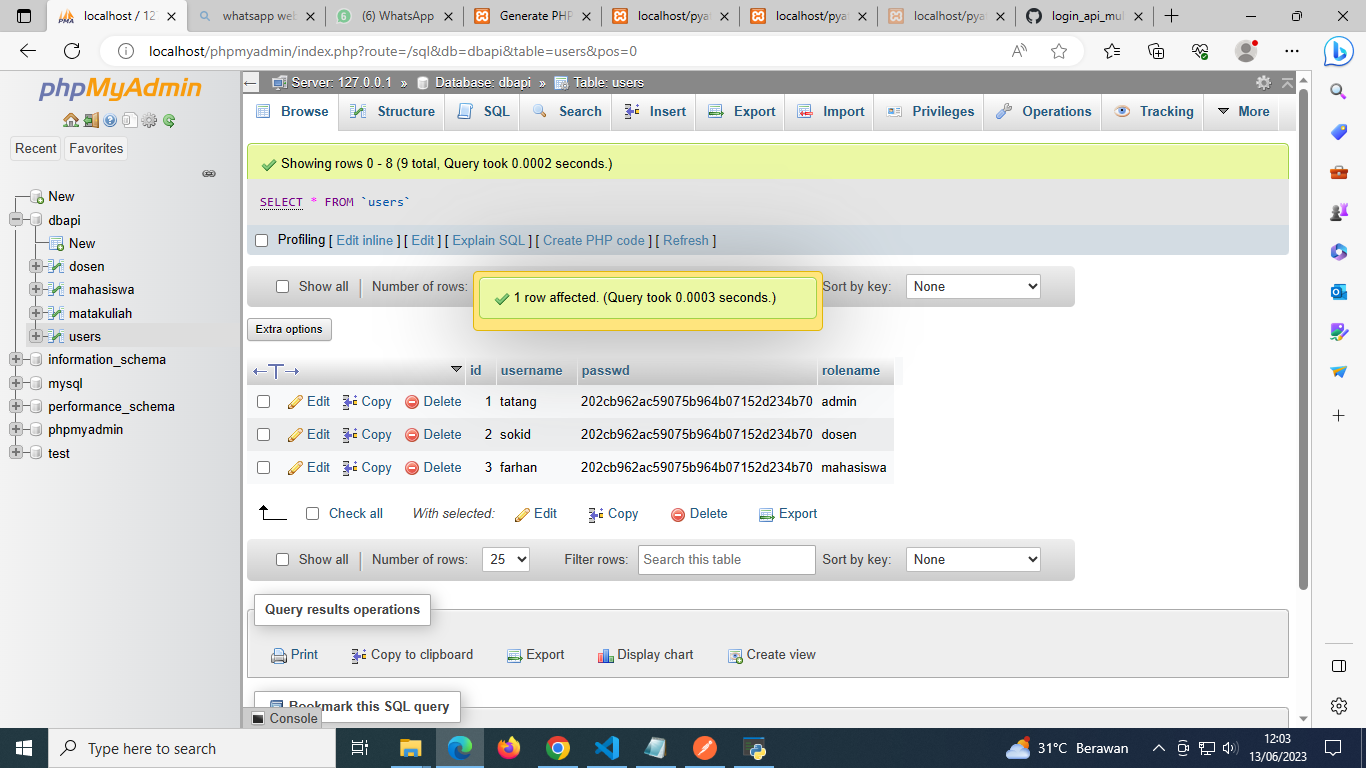 localhost / 127
whatsapp web
(6) WhatsApp
Generate PHP
localhost/pya
localhost/pya
localhost/pya
login_api_mul
localhost/phpmyadmin/index.php?route=/sql&db=dbapi&table=users&pos=0
phpMyAdmin
Recent Favorites
New
dbapi
New
dosen
mahasiswa
matakuliah
users
information_schema
mysql
performance_schema
phpmyadmin
test
Server: 127.0.0.1 » Database: dbapi » Table: users
Browse Structure SQL Search Insert Export Import Privileges Operations Tracking More
Showing rows 0 - 8 (9 total, Query took 0.0002 seconds.)
SELECT * FROM `users`
Profiling [ Edit inline ] [ Edit ] [ Explain SQL ] [ Create PHP code ] [ Refresh ]
Show all Number of rows: Sort by key: None
1 row affected. (Query took 0.0003 seconds.)
Extra options
←T→ id username passwd rolename
Edit Copy Delete 1 tatang 202cb962ac59075b964b07152d234b70 admin
Edit Copy Delete 2 sokid 202cb962ac59075b964b07152d234b70 dosen
Edit Copy Delete 3 farhan 202cb962ac59075b964b07152d234b70 mahasiswa
Check all With selected: Edit Copy Delete Export
Show all Number of rows: 25 Filter rows: Search this table Sort by key: None
Query results operations
Print Copy to clipboard Export Display chart Create view
Bookmark this SQL query
Console
Type here to search
31°C Berawan
12:03
13/06/2023